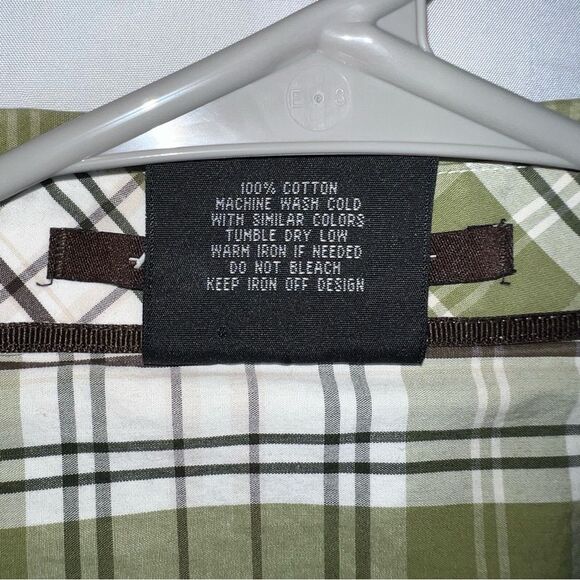 E S
100% COTTON
MACHINE WASH COLD
WITH SIMILAR COLORS
TUMBLE DRY LOW
WARM IRON IF NEEDED
DO NOT BLEACH
KEEP IRON OFF DESIGN